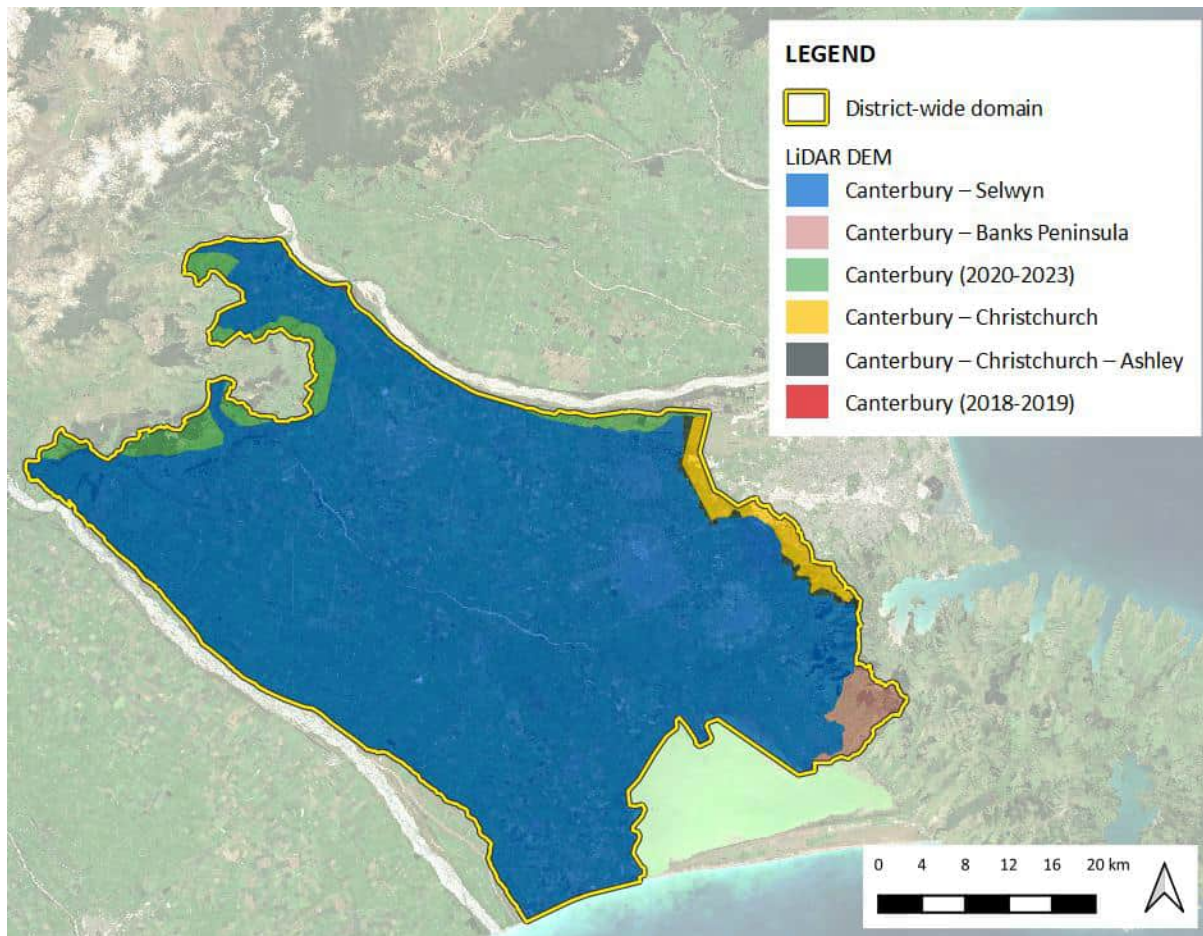 LEGEND
District-wide domain
LiDAR DEM
Canterbury – Selwyn
Canterbury – Banks Peninsula
Canterbury (2020-2023)
Canterbury – Christchurch
Canterbury – Christchurch – Ashley
Canterbury (2018-2019)
0 4 8 12 16 20 km